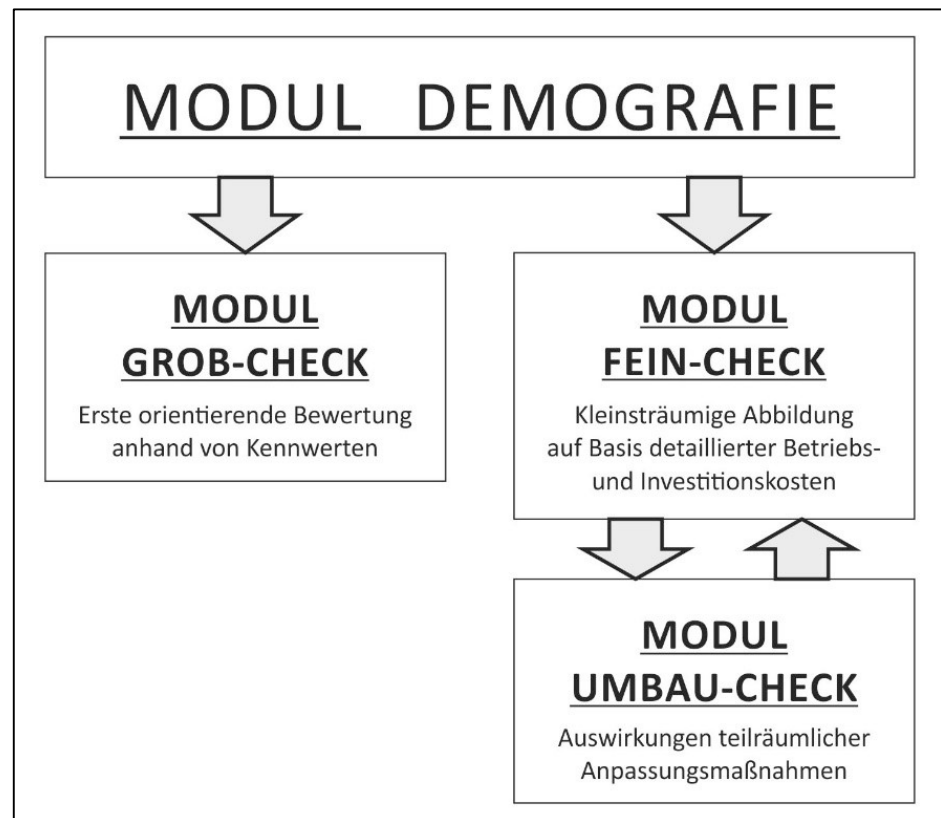 MODUL DEMOGRAFIE
MODUL
GROB-CHECK
Erste orientierende Bewertung
anhand von Kennwerten
MODUL
FEIN-CHECK
Kleinsträumige Abbildung
auf Basis detaillierter Betriebs-
und Investitionskosten
MODUL
UMBAU-CHECK
Auswirkungen teilräumlicher
Anpassungsmaßnahmen